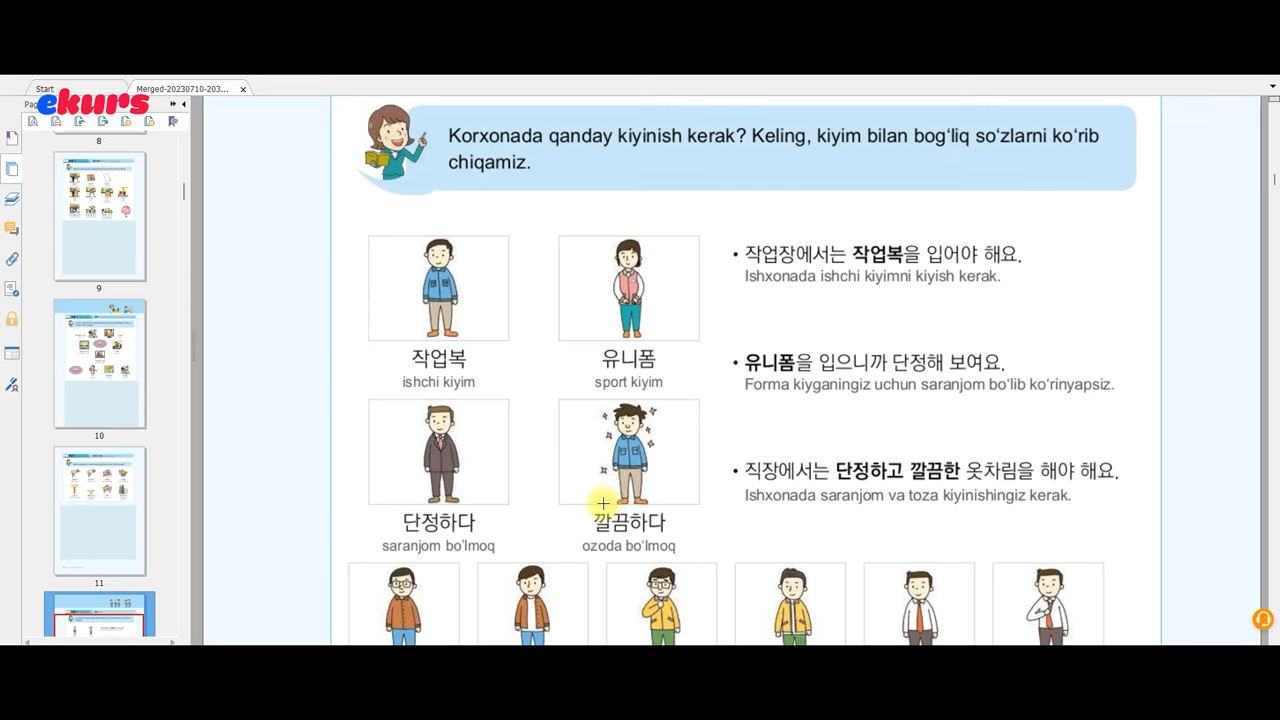 Start
Merged-20230710-203...
ekurs
8
9
10
11
Korxonada qanday kiyinish kerak? Keling, kiyim bilan bog‘liq so‘zlarni ko‘rib
chiqamiz.
작업복
ishchi kiyim
유니폼
sport kiyim
• 작업장에서는 작업복을 입어야 해요.
Ishxonada ishchi kiyimni kiyish kerak.
• 유니폼을 입으니까 단정해 보여요.
Forma kiyganingiz uchun saranjom bo‘lib ko‘rinyapsiz.
단정하다
saranjom bo’lmoq
깔끔하다
ozoda bo‘lmoq
• 직장에서는 단정하고 깔끔한 옷차림을 해야 해요.
Ishxonada saranjom va toza kiyinishingiz kerak.